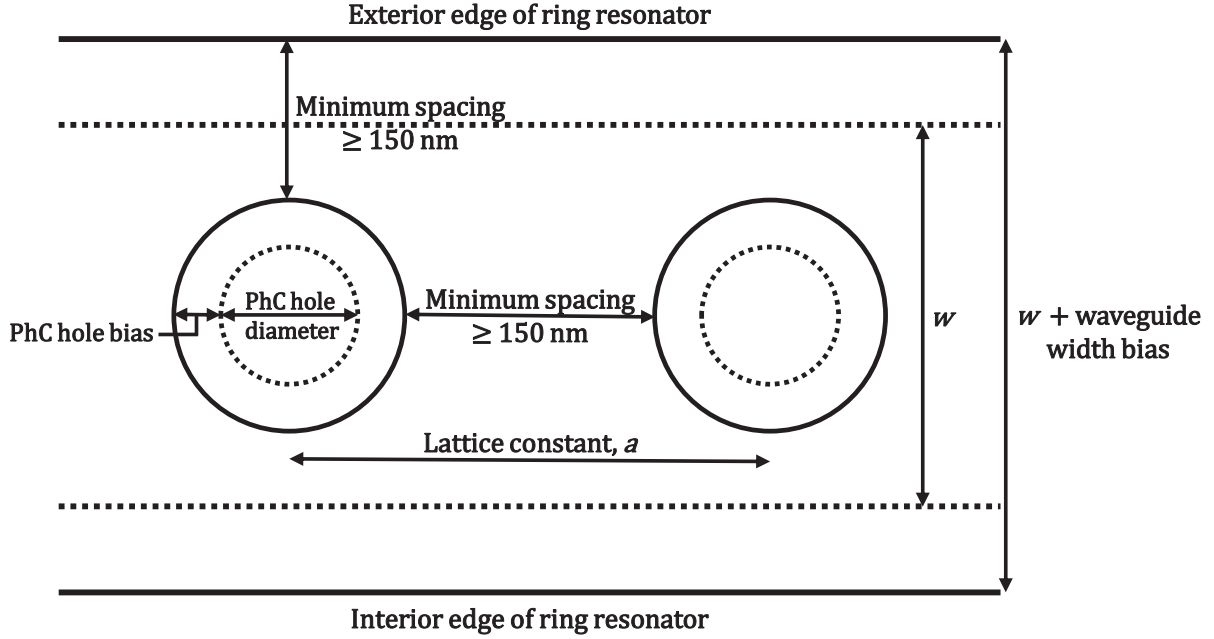 Exterior edge of ring resonator
Minimum spacing
≥ 150 nm
PhC hole
diameter
PhC hole bias
Minimum spacing
≥ 150 nm
w
w + waveguide
width bias
Lattice constant, a
Interior edge of ring resonator